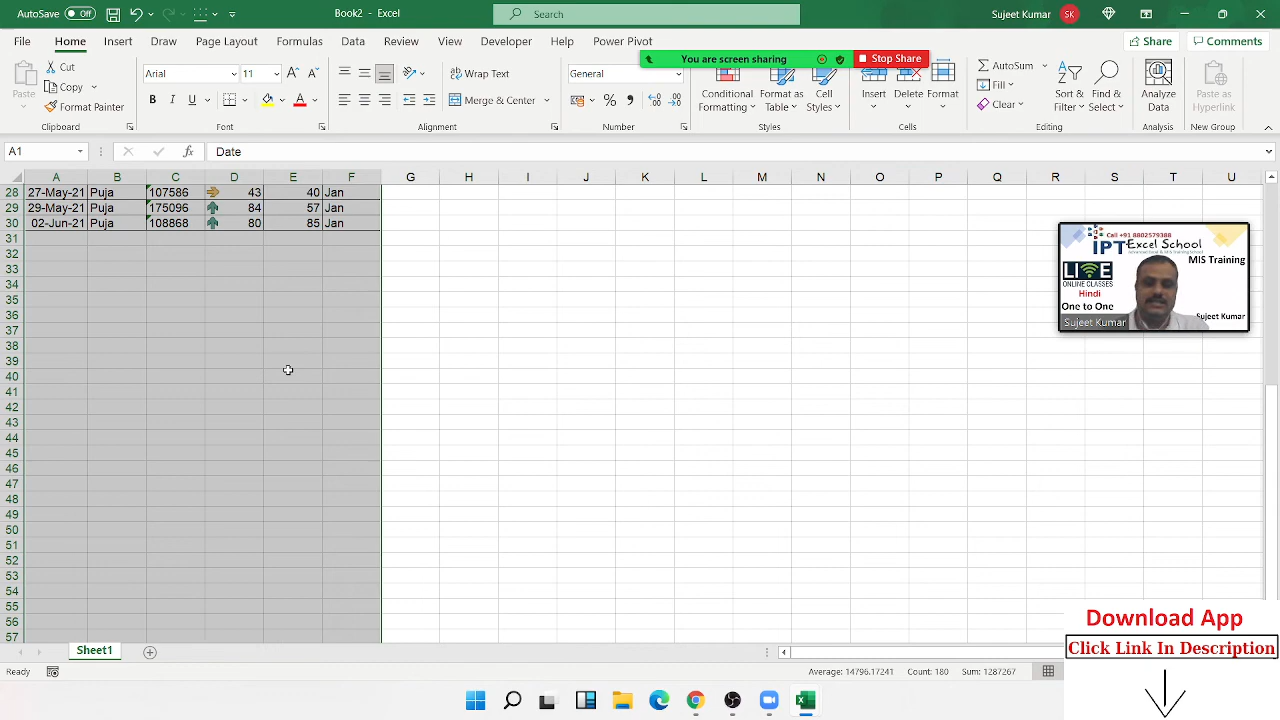 AutoSave Off Book2 - Excel Search Sujeet Kumar SK
File Home Insert Draw Page Layout Formulas Data Review View Developer Help Power Pivot Share Comments
You are screen sharing Stop Share
Paste Cut Copy Arial 11 Wrap Text General Conditional Formatting Format as Table Cell Styles Insert Delete Format AutoSum Fill Clear Sort & Filter Find & Select Analyze Data Paste as Hyperlink
B I U Merge & Center
Clipboard Font Alignment Number Styles Cells Editing Analysis New Group
A1 fx Date
A B C D E F G H I J K L M N O P Q R S T U
28 27-May-21 Puja 107586 43 40 Jan
29 29-May-21 Puja 175096 84 57 Jan
30 02-Jun-21 Puja 108868 80 85 Jan
31
32
33
34
35
36
37
38
39
40
41
42
43
44
45
46
47
48
49
50
51
52
53
54
55
56
57
Call +91 8802579388
IPT Excel School
MIS Training
LIVE
ONLINE CLASSES
Hindi
One to One
Sujeet Kumar
Sujeet Kumar
Download App
Click Link In Description
Sheet1
Ready Average: 14796.17241 Count: 180 Sum: 1287267